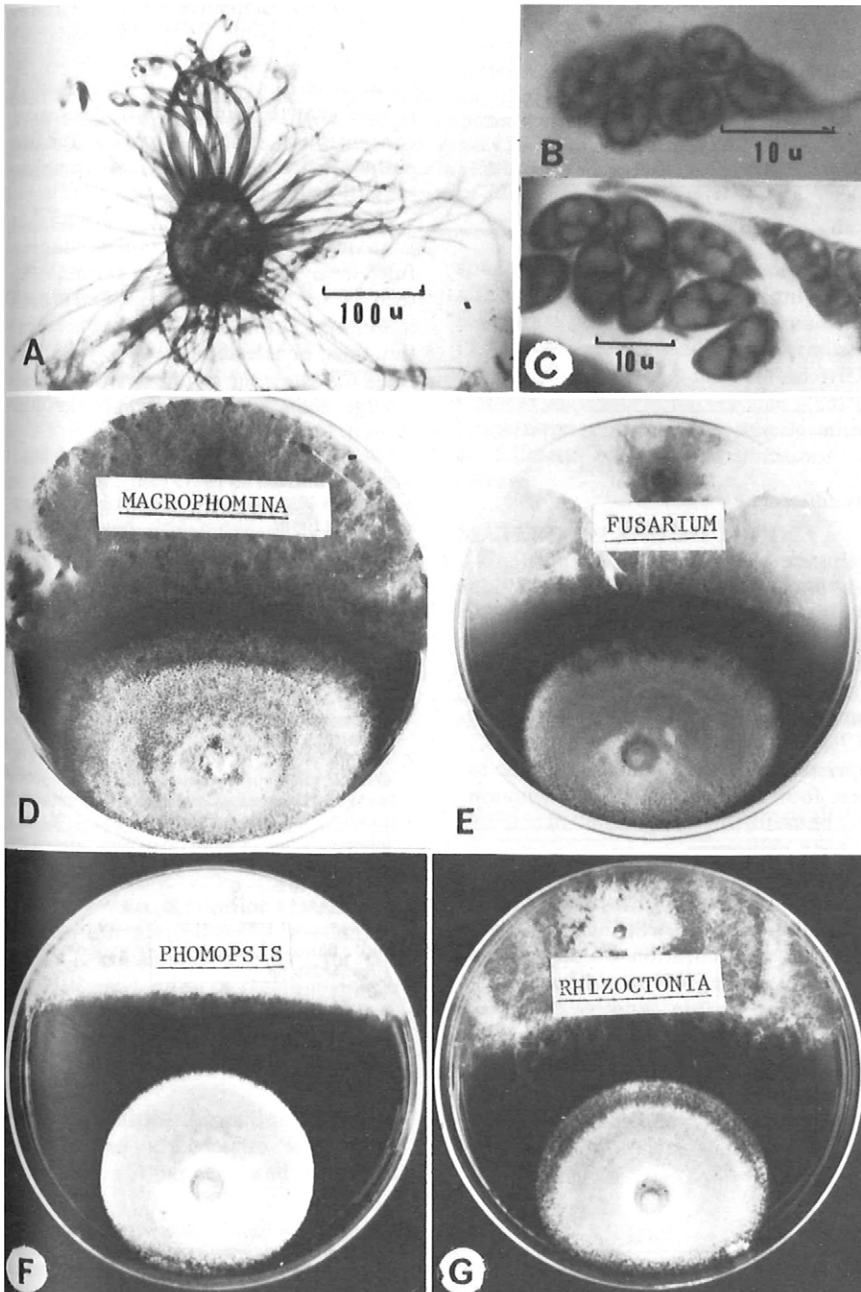 A
100 u
B
10 u
C
10 u
MACROPHOMINA
D
FUSARIUM
E
PHOMOPSIS
F
RHIZOCTONIA
G